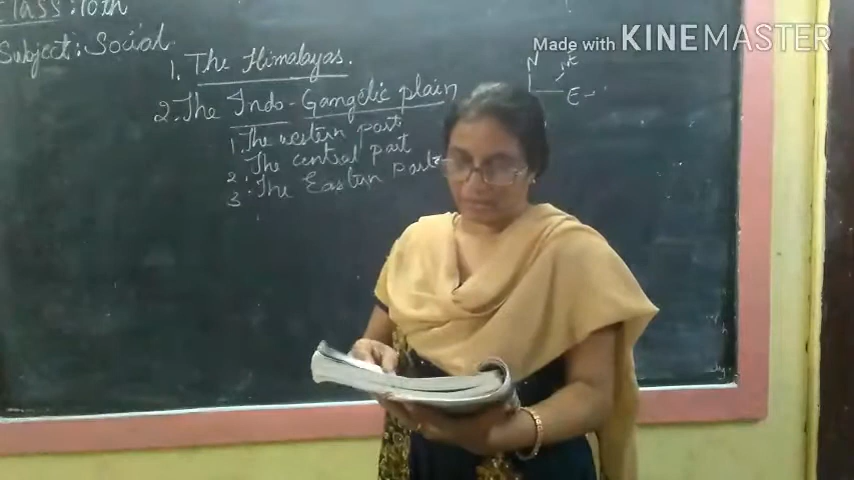 Class: 10th
Subject: Social
1. The Himalayas.
2. The Indo-Gangetic plain
1. The western part
2. The central part
3. The Eastern Part
N
NE
E
Made with KINEMASTER